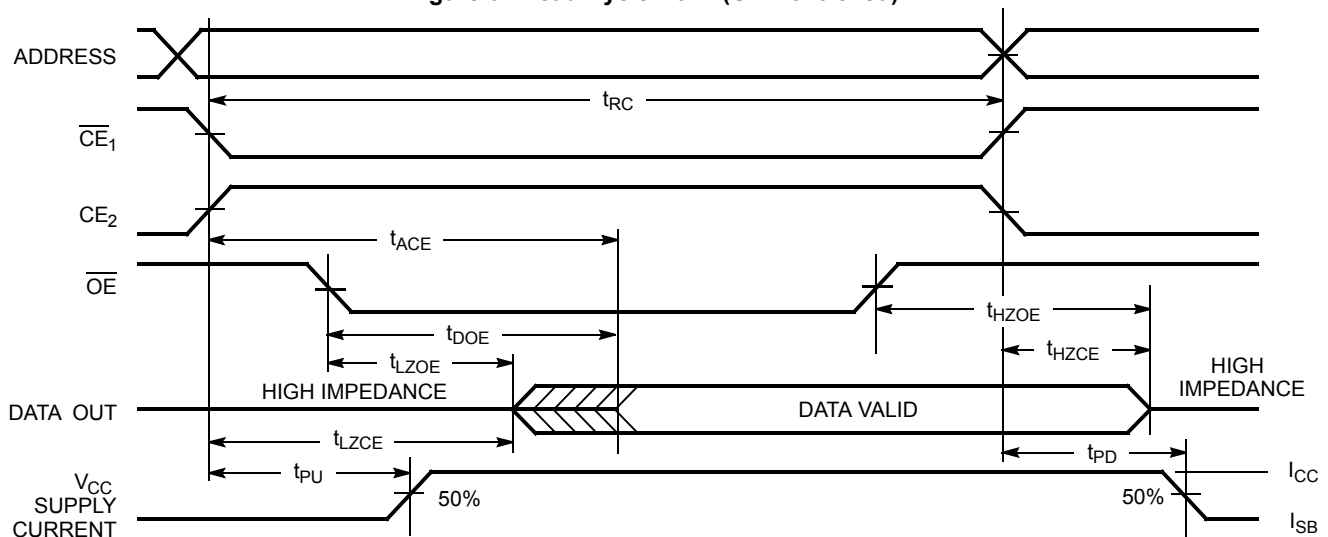 ADDRESS
tRC
CE1
CE2
tACE
OE
tHZOE
tDOE
tHZCE
tLZOE
HIGH
IMPEDANCE
HIGH IMPEDANCE
DATA OUT
DATA VALID
tLZCE
tPU
tPD
VCC
SUPPLY
CURRENT
50%
50%
ICC
ISB